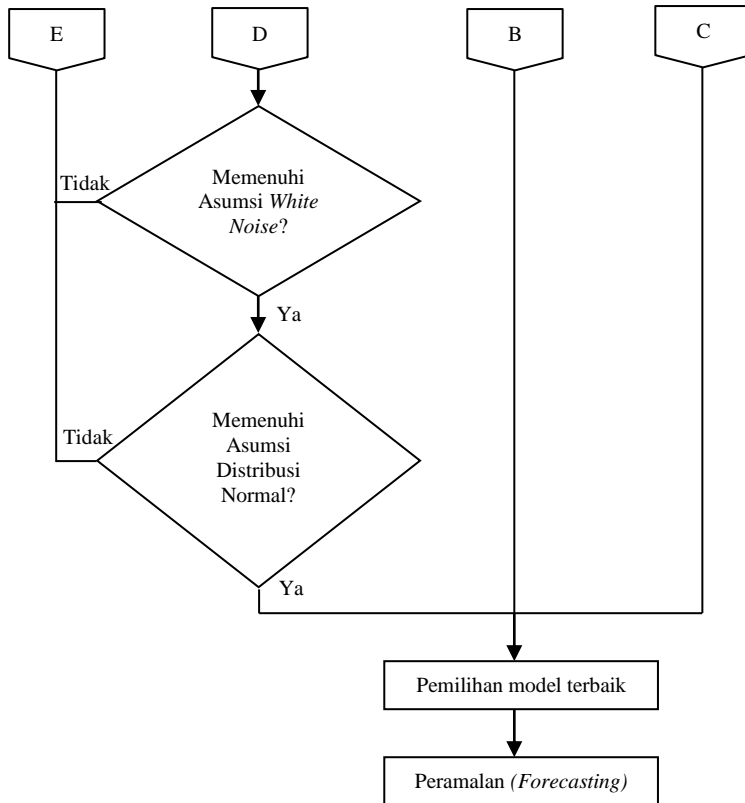 E
D
B
C
Tidak
Memenuhi
Asumsi White
Noise?
Ya
Tidak
Memenuhi
Asumsi
Distribusi
Normal?
Ya
Pemilihan model terbaik
Peramalan (Forecasting)